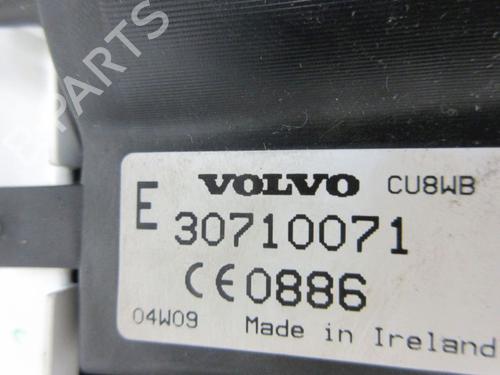 B-PARTS
VOLVO CU8WB
E 30710071
CE0886
04W09 Made in Ireland